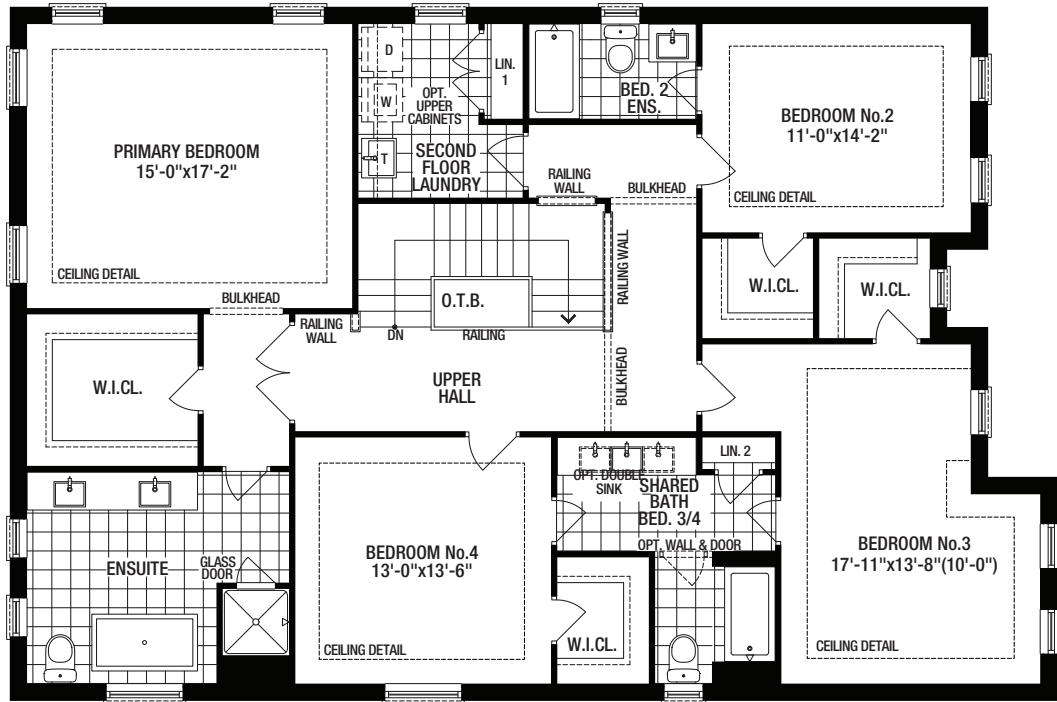 PRIMARY BEDROOM
15'-0"x17'-2"
CEILING DETAIL
D
W
OPT.
UPPER
CABINETS
LIN.
1
T
SECOND
FLOOR
LAUNDRY
BED. 2
ENS.
BEDROOM No.2
11'-0"x14'-2"
CEILING DETAIL
RAILING
WALL
BULKHEAD
RAILING WALL
W.I.CL.
W.I.CL.
BULKHEAD
RAILING
WALL
O.T.B.
DN
RAILING
W.I.CL.
UPPER
HALL
BULKHEAD
OPT. DOUBLE
SINK
LIN. 2
SHARED
BATH
BED. 3/4
OPT. WALL & DOOR
BEDROOM No.3
17'-11"x13'-8"(10'-0")
CEILING DETAIL
ENSUITE
GLASS
DOOR
BEDROOM No.4
13'-0"x13'-6"
CEILING DETAIL
W.I.CL.